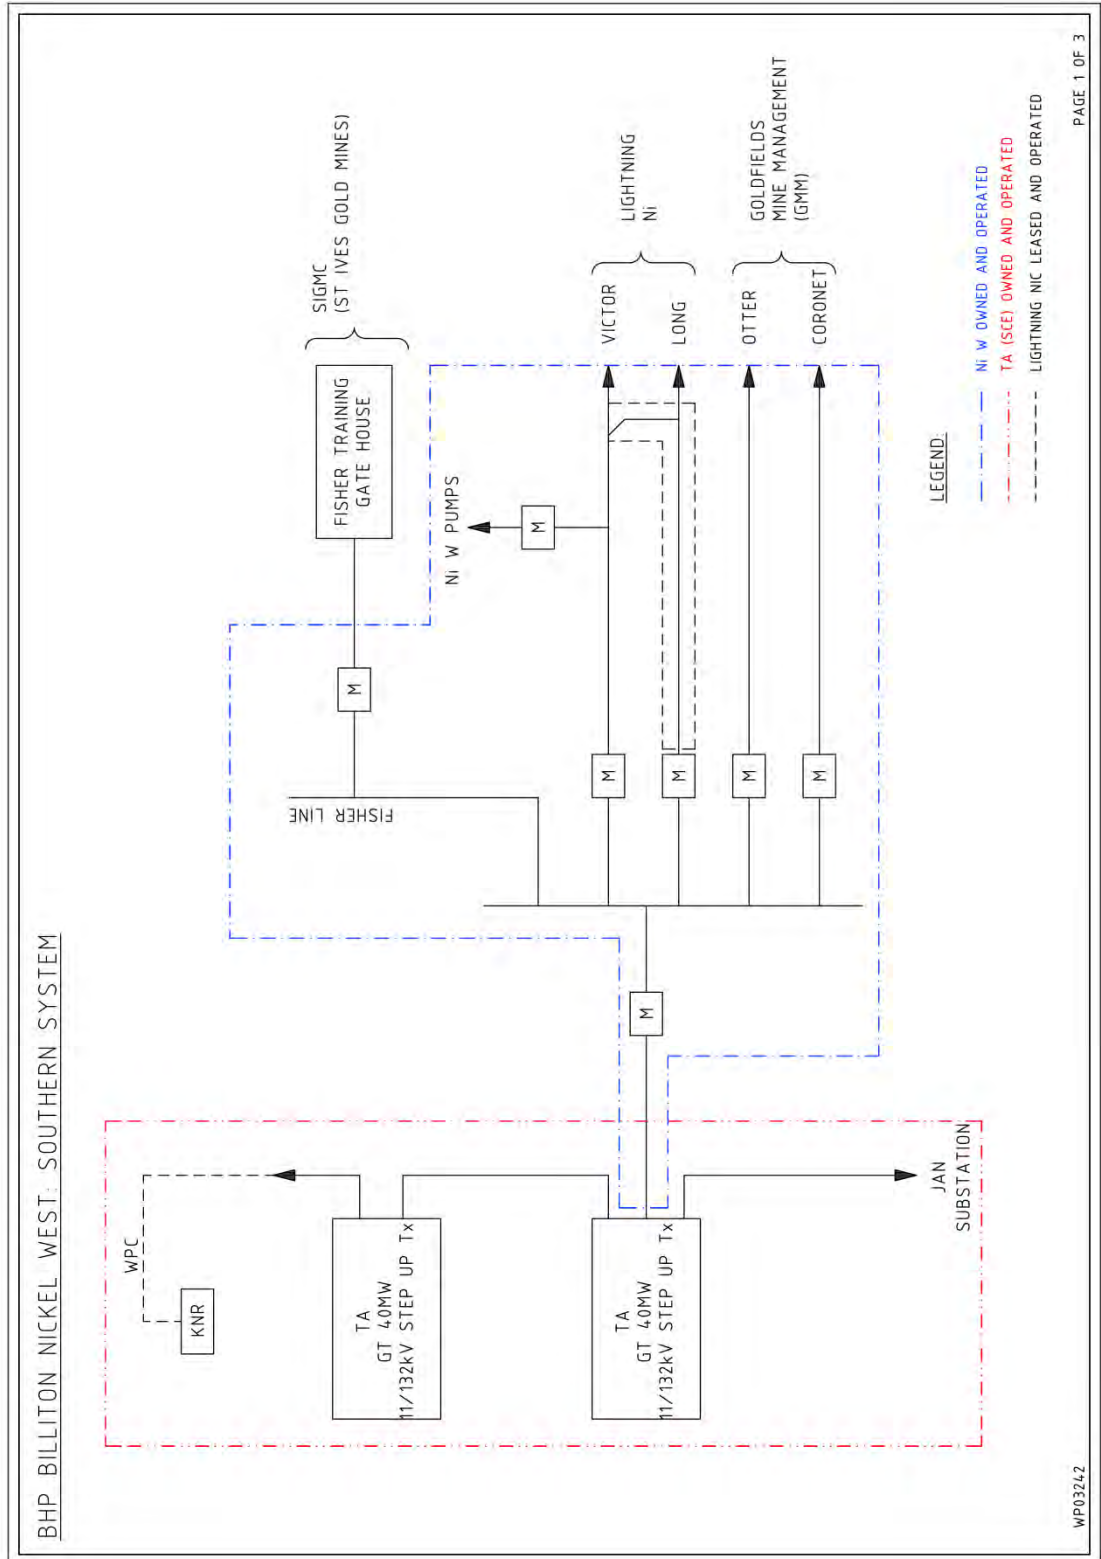 BHP BILLITON NICKEL WEST: SOUTHERN SYSTEM
WPC
KNR
TA
GT 40MW
11/132kV STEP UP Tx
TA
GT 40MW
11/132kV STEP UP Tx
JAN
SUBSTATION
M
FISHER LINE
M
FISHER TRAINING
GATE HOUSE
SIGMC
(ST IVES GOLD MINES)
Ni W PUMPS
M
M
M
M
M
VICTOR
LONG
OTTER
CORONET
LIGHTNING
Ni
GOLDFIELDS
MINE MANAGEMENT
(GMM)
LEGEND:
Ni W OWNED AND OPERATED
TA (SCE) OWNED AND OPERATED
LIGHTNING NIC LEASED AND OPERATED
WP03242
PAGE 1 OF 3